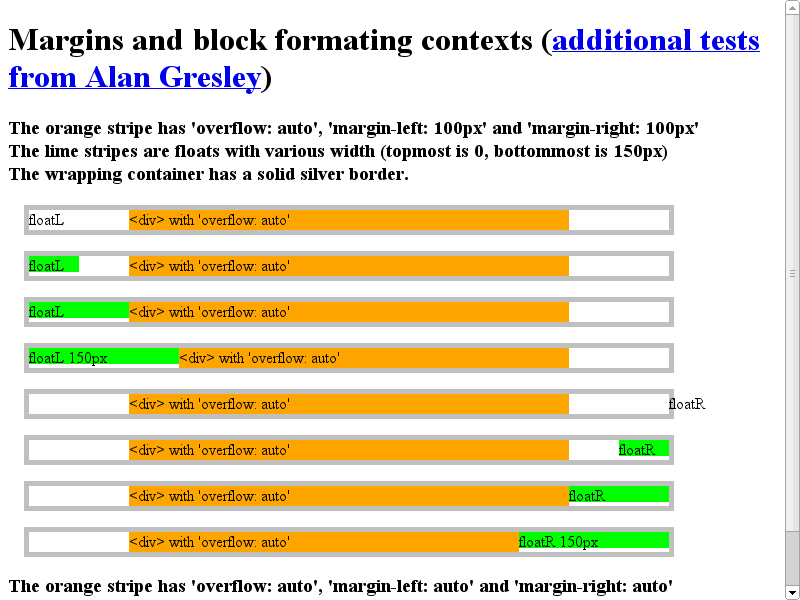 Margins and block formating contexts (additional tests
from Alan Gresley)
The orange stripe has 'overflow: auto', 'margin-left: 100px' and 'margin-right: 100px'
The lime stripes are floats with various width (topmost is 0, bottommost is 150px)
The wrapping container has a solid silver border.
floatL <div> with 'overflow: auto'
floatL <div> with 'overflow: auto'
floatL <div> with 'overflow: auto'
floatL 150px <div> with 'overflow: auto'
<div> with 'overflow: auto' floatR
<div> with 'overflow: auto' floatR
<div> with 'overflow: auto' floatR
<div> with 'overflow: auto' floatR 150px
The orange stripe has 'overflow: auto', 'margin-left: auto' and 'margin-right: auto'